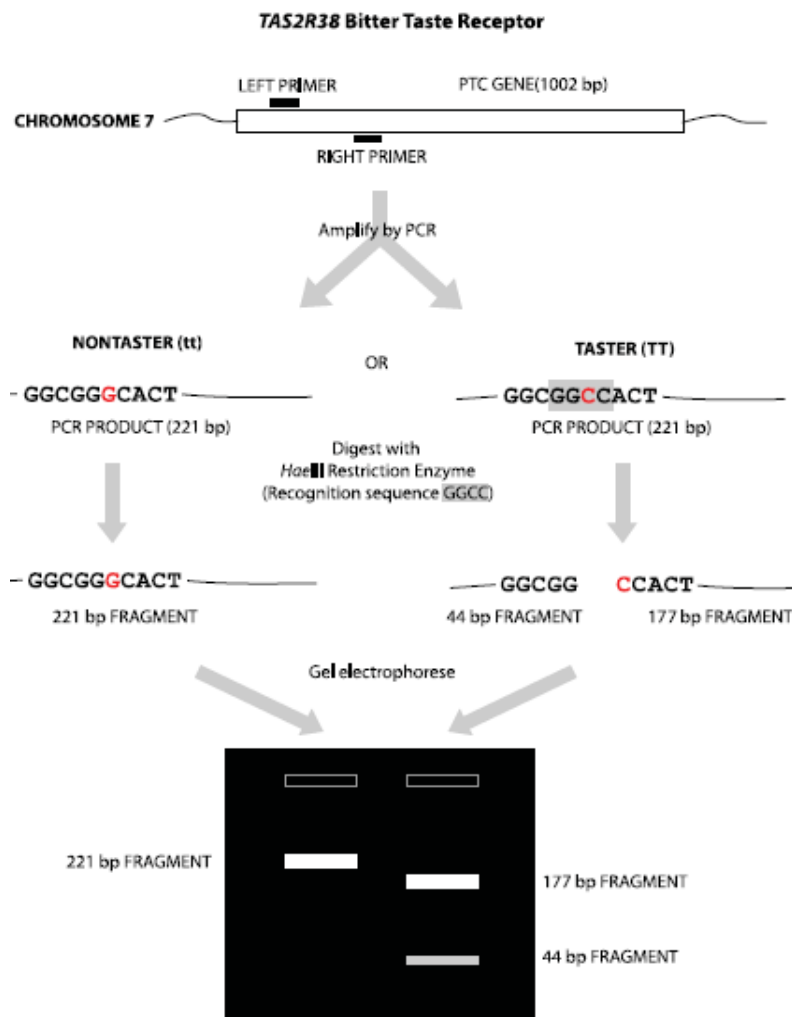 TAS2R38 Bitter Taste Receptor
LEFT PRIMER
PTC GENE(1002 bp)
CHROMOSOME 7
RIGHT PRIMER
Amplify by PCR
NONTASTER (tt)
OR
TASTER (TT)
GGCGGGCACT
GGCGGCCACT
PCR PRODUCT (221 bp)
PCR PRODUCT (221 bp)
Digest with
HaeIII Restriction Enzyme
(Recognition sequence GGCC)
GGCGGGCACT
GGCGG CCACT
221 bp FRAGMENT
44 bp FRAGMENT
177 bp FRAGMENT
Gel electrophorese
221 bp FRAGMENT
177 bp FRAGMENT
44 bp FRAGMENT